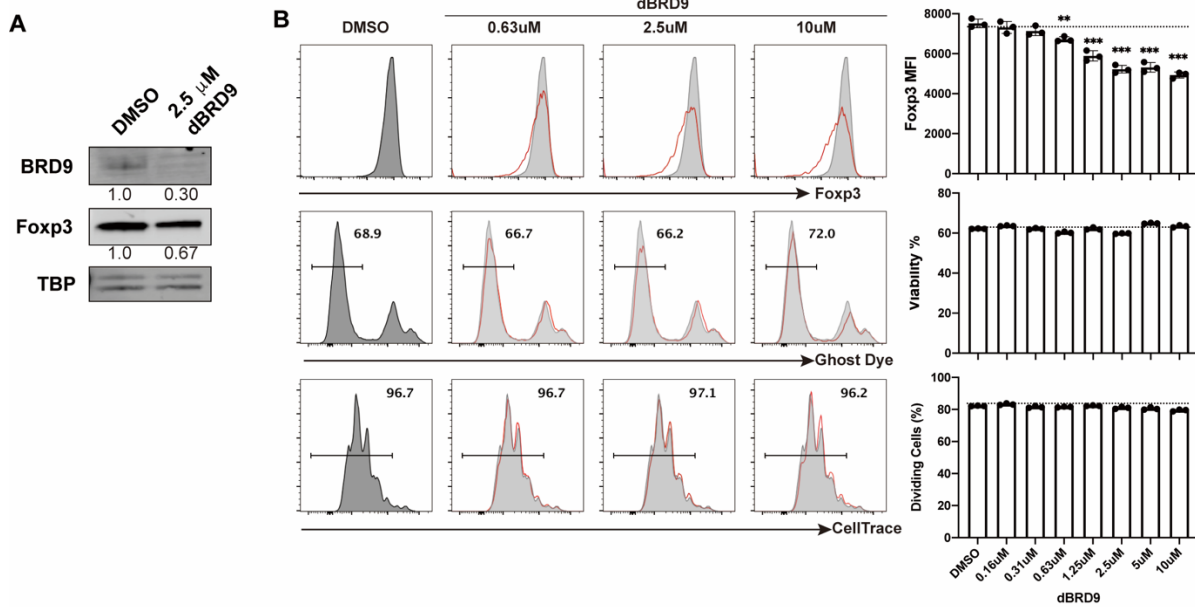 A
DMSO
2.5 μM
dBRD9
BRD9
1.0 0.30
Foxp3
1.0 0.67
TBP
B
dBRD9
DMSO 0.63uM 2.5uM 10uM
Foxp3
68.9 66.7 66.2 72.0
Ghost Dye
96.7 96.7 97.1 96.2
CellTrace
Foxp3 MFI
8000
6000
4000
2000
0
** *** *** *** ***
Viability %
80
60
40
20
0
Dividing Cells (%)
100
80
60
40
20
0
DMSO
0.16uM
0.31uM
0.63uM
1.25uM
2.5uM
5uM
10uM
dBRD9